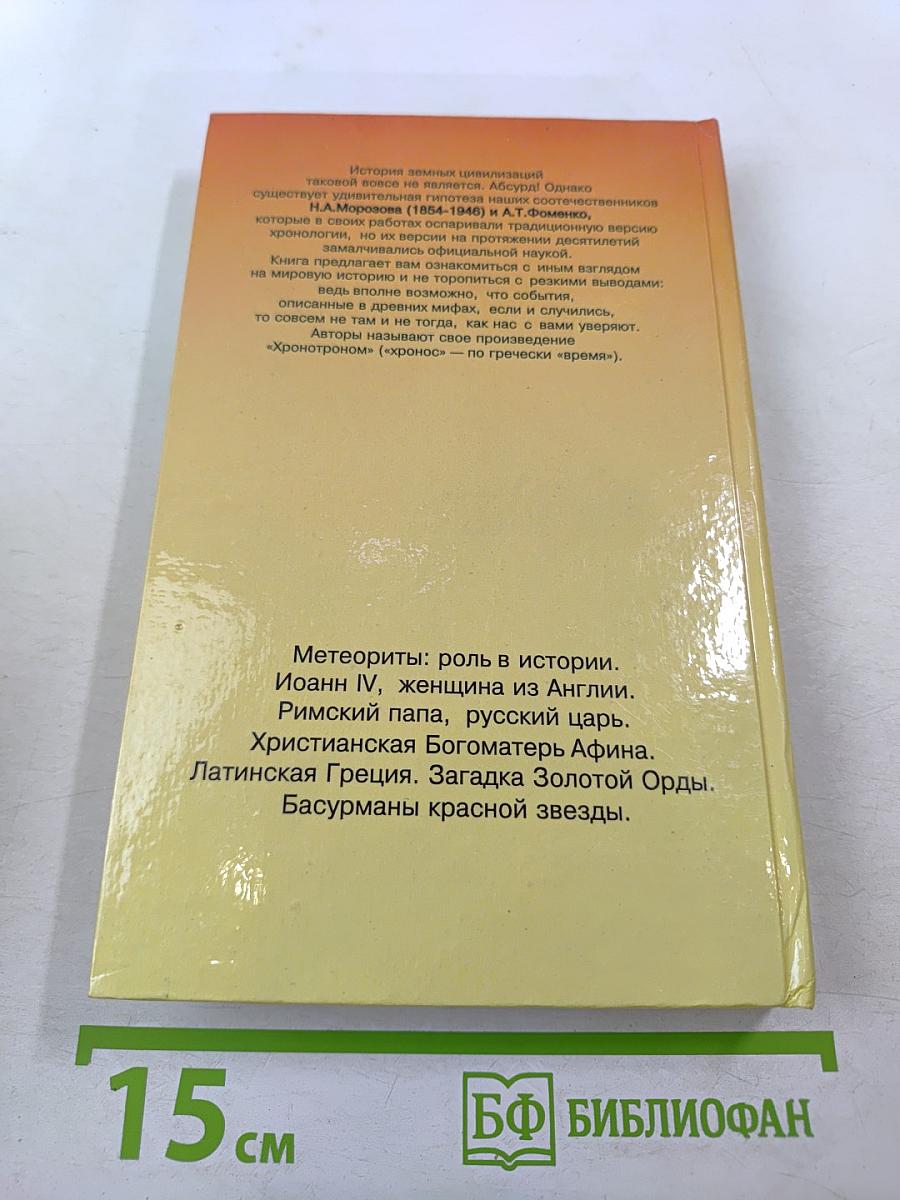 История земных цивилизаций
таковой вовсе не является. Абсурд! Однако
существует удивительная гипотеза наших соотечественников
Н.А.Морозова (1854-1946) и А.Т.Фоменко,
которые в своих работах оспаривали традиционную версию
хронологии, но их версии на протяжении десятилетий
замалчивались официальной наукой.
Книга предлагает вам ознакомиться с иным взглядом
на мировую историю и не торопиться с резкими выводами:
ведь вполне возможно, что события,
описанные в древних мифах, если и случились,
то совсем не там и не тогда, как нас с вами уверяют.
Авторы называют свое произведение
«Хронотроном» («хронос» — по гречески «время»).
Метеориты: роль в истории.
Иоанн IV, женщина из Англии.
Римский папа, русский царь.
Христианская Богоматерь Афина.
Латинская Греция. Загадка Золотой Орды.
Басурманы красной звезды.
15 см
БФ БИБЛИОФАН